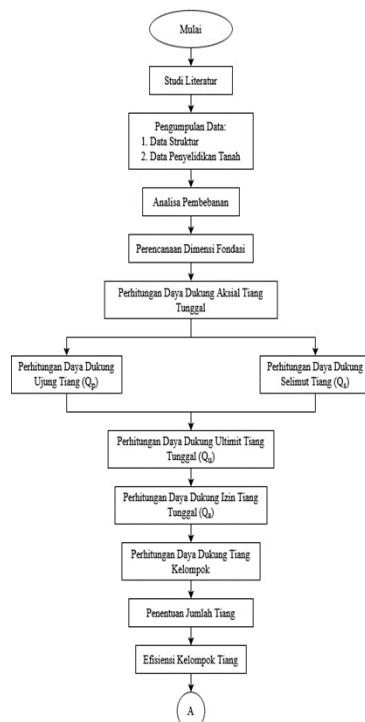 Mulai
Studi Literatur
Pengumpulan Data:
1. Data Struktur
2. Data Penyelidikan Tanah
Analisa Pembebanan
Perencanaan Dimensi Fondasi
Perhitungan Daya Dukung Aksial Tiang
Tunggal
Perhitungan Daya Dukung
Ujung Tiang (Qp)
Perhitungan Daya Dukung
Selimut Tiang (Qs)
Perhitungan Daya Dukung Ultimit Tiang
Tunggal (Qu)
Perhitungan Daya Dukung Izin Tiang
Tunggal (Qa)
Perhitungan Daya Dukung Tiang
Kelompok
Penentuan Jumlah Tiang
Efisiensi Kelompok Tiang
A